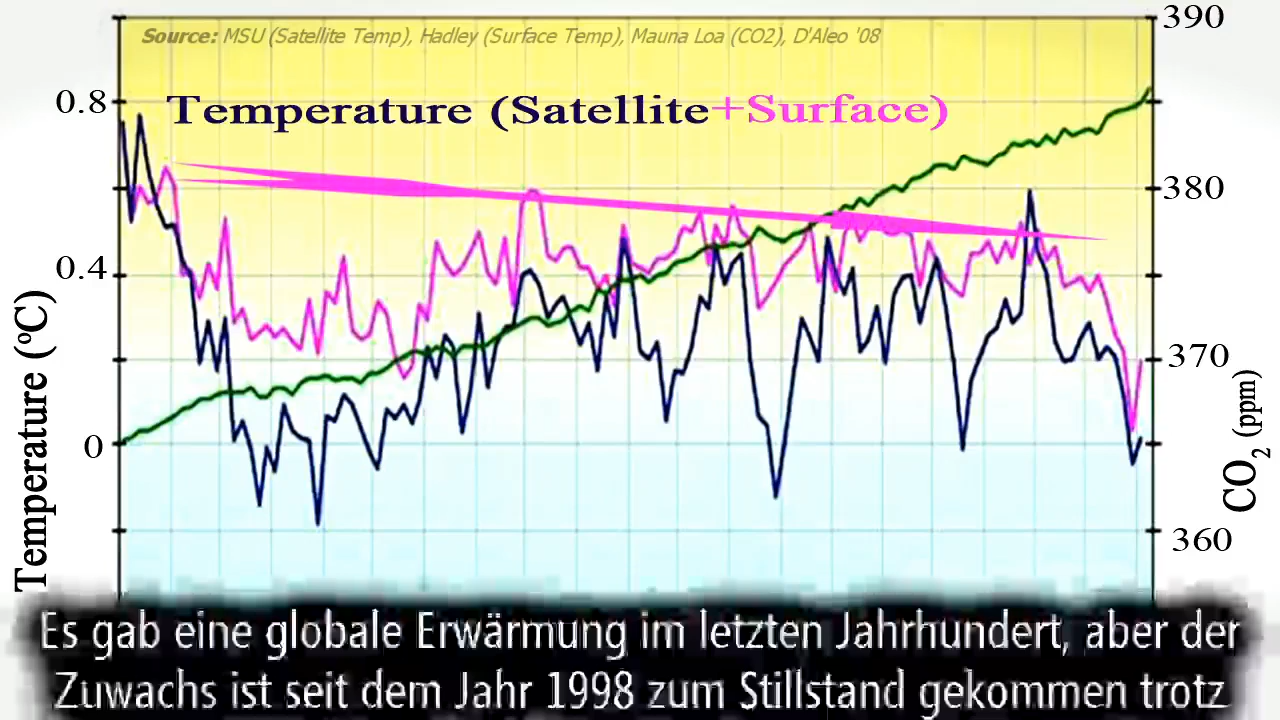 390
Source: MSU (Satellite Temp), Hadley (Surface Temp), Mauna Loa (CO2), D'Aleo '08
0.8
Temperature (Satellite+Surface)
380
0.4
370
0
360
Temperature (ºC)
CO2 (ppm)
Es gab eine globale Erwärmung im letzten Jahrhundert, aber der
Zuwachs ist seit dem Jahr 1998 zum Stillstand gekommen trotz